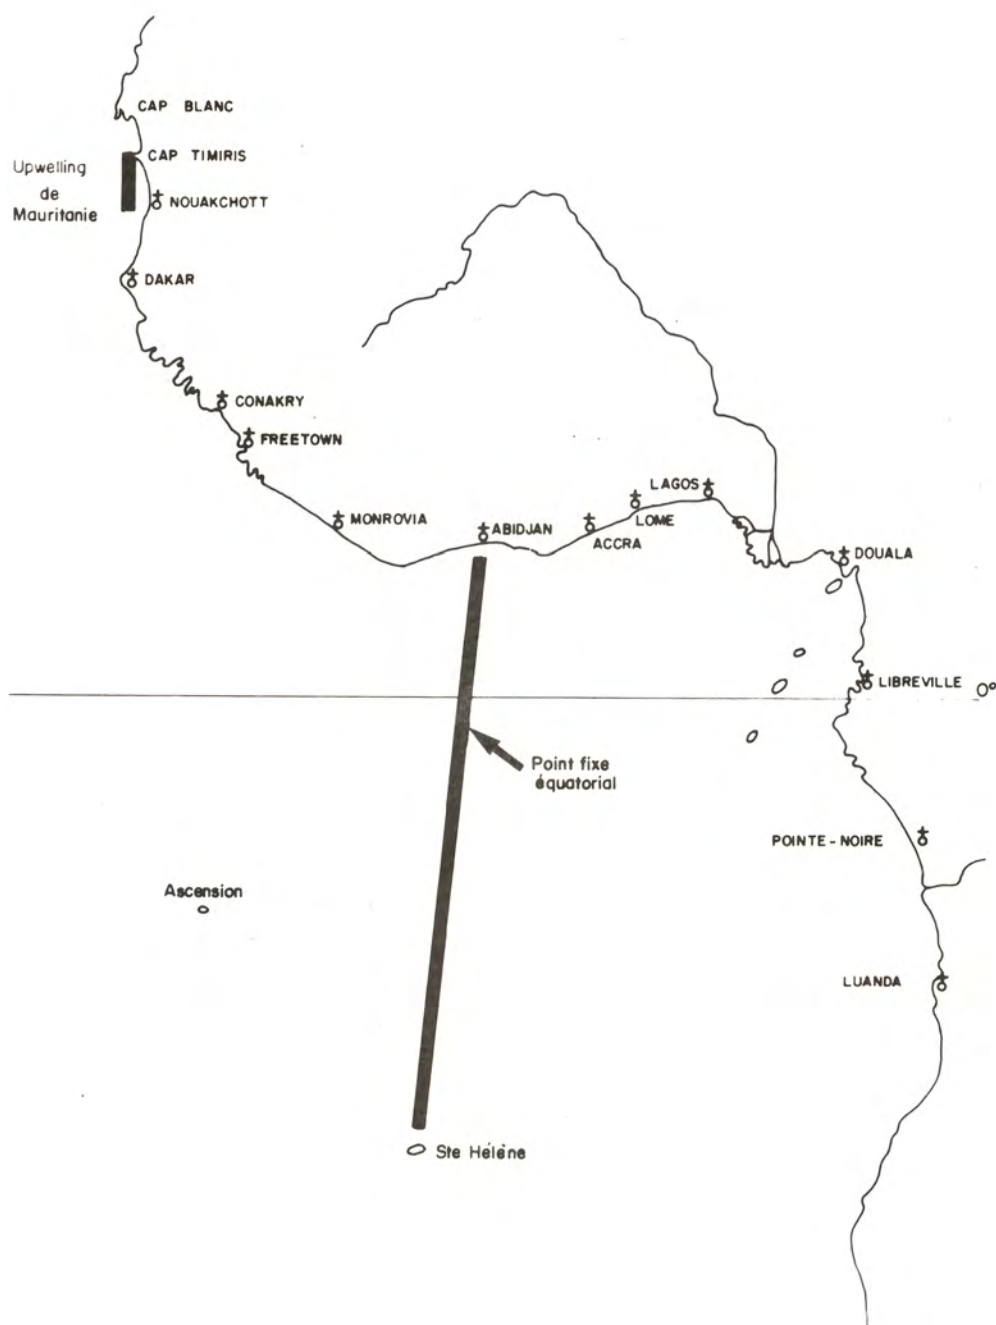 CAP BLANC
CAP TIMIRIS
Upwelling
de
Mauritanie
NOUAKCHOTT
DAKAR
CONAKRY
FREETOWN
MONROVIA
ABIDJAN
ACCRA
LOME
LAGOS
DOUALA
LIBREVILLE
0°
Point fixe
équatorial
POINTE-NOIRE
Ascension
LUANDA
Ste Hélène